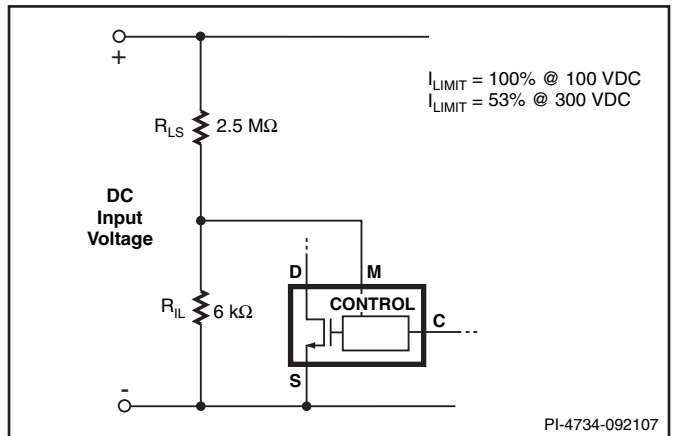 +
I_LIMIT = 100% @ 100 VDC
I_LIMIT = 53% @ 300 VDC
R_LS 2.5 MΩ
DC
Input
Voltage
D M
R_IL 6 kΩ
CONTROL
C
S
-
PI-4734-092107